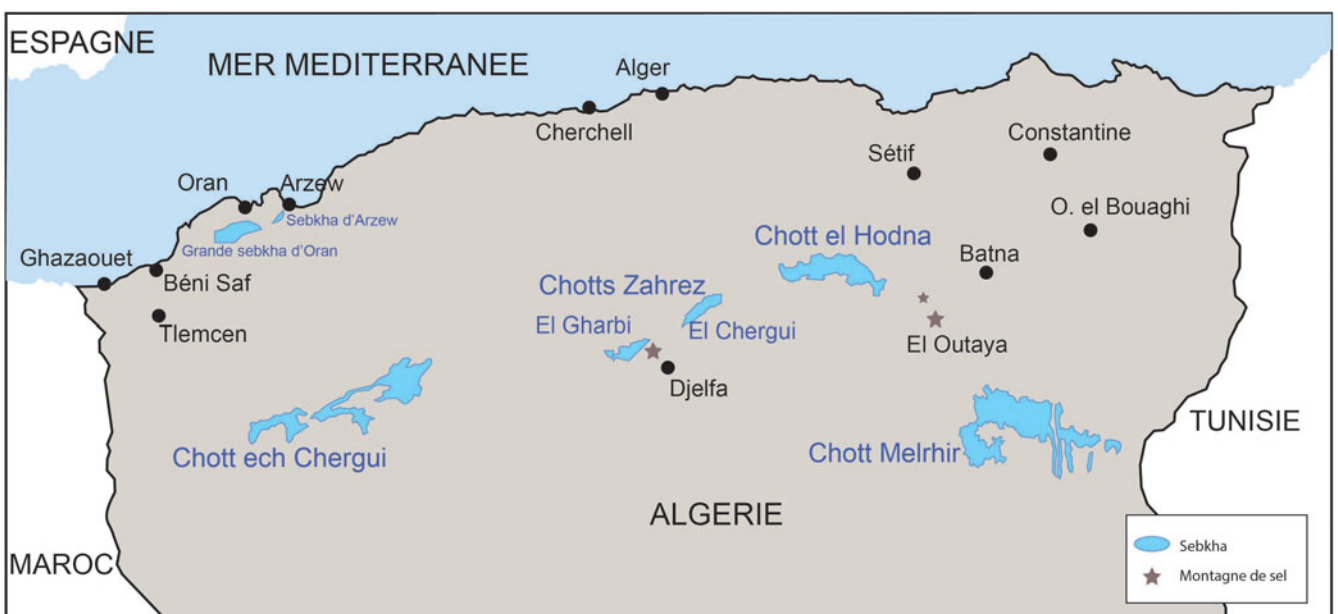 ESPAGNE
MER MEDITERRANEE
Alger
Cherchell
Constantine
Sétif
Oran
Arzew
Sebkha d'Arzew
O. el Bouaghi
Grande sebkha d'Oran
Chott el Hodna
Ghazaouet
Batna
Béni Saf
Chotts Zahrez
El Gharbi
El Chergui
Tlemcen
El Outaya
Djelfa
TUNISIE
Chott ech Chergui
Chott Melrhir
ALGERIE
Sebkha
MAROC
Montagne de sel